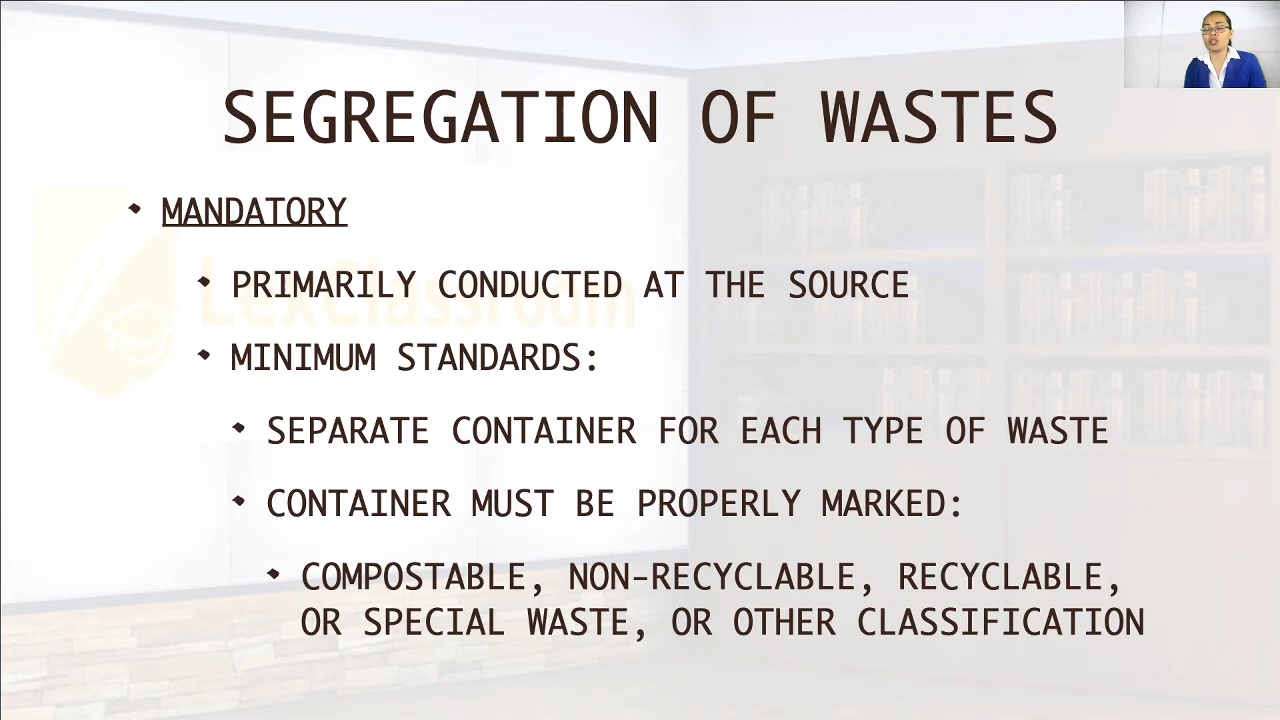 SEGREGATION OF WASTES
MANDATORY
PRIMARILY CONDUCTED AT THE SOURCE
LexClassroom
MINIMUM STANDARDS:
SEPARATE CONTAINER FOR EACH TYPE OF WASTE
CONTAINER MUST BE PROPERLY MARKED:
COMPOSTABLE, NON-RECYCLABLE, RECYCLABLE,
OR SPECIAL WASTE, OR OTHER CLASSIFICATION